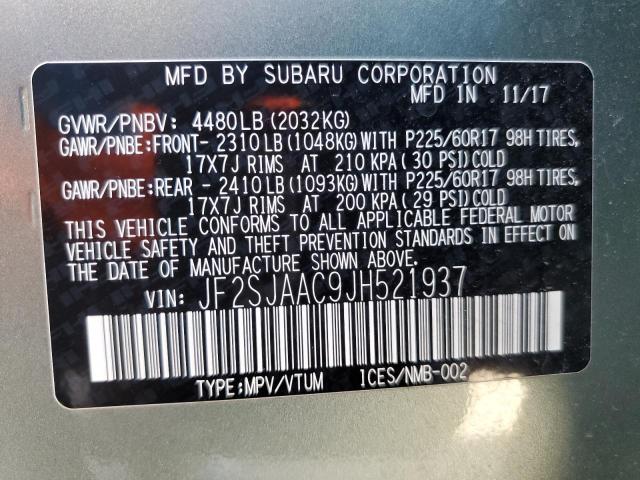 MFD BY SUBARU CORPORATION
MFD IN 11/17
GVWR/PNBV: 4480LB(2032KG)
GAWR/PNBE:FRONT- 2310LB(1048KG)WITH P225/60R17 98H TIRES,
17X7J RIMS AT 210 KPA( 30 PSI)COLD
GAWR/PNBE:REAR - 2410LB(1093KG)WITH P225/60R17 98H TIRES,
17X7J RIMS AT 200 KPA( 29 PSI)COLD
THIS VEHICLE CONFORMS TO ALL APPLICABLE FEDERAL MOTOR
VEHICLE SAFETY AND THEFT PREVENTION STANDARDS IN EFFECT ON
THE DATE OF MANUFACTURE SHOWN ABOVE.
VIN: JF2SJAAC9JH521937
TYPE:MPV/VTUM ICES/NMB-002